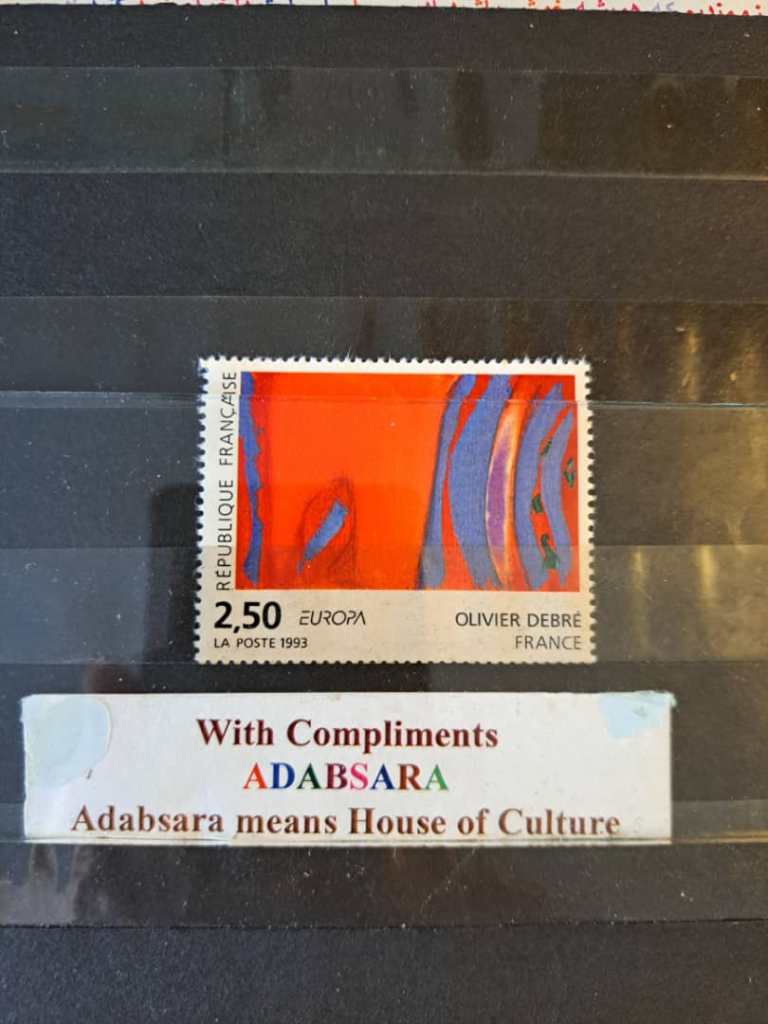 RÉPUBLIQUE FRANÇAISE
2,50 EUROPA
LA POSTE 1993
OLIVIER DEBRÉ
FRANCE
With Compliments
ADABSARA
Adabsara means House of Culture